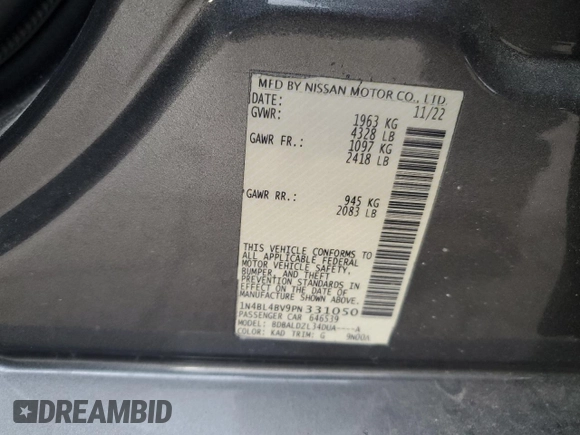 MFD BY NISSAN MOTOR CO., LTD.
DATE: 11/22
GVWR: 1963 KG
4328 LB
GAWR FR.: 1097 KG
2418 LB
GAWR RR.: 945 KG
2083 LB
THIS VEHICLE CONFORMS TO
ALL APPLICABLE FEDERAL
MOTOR VEHICLE SAFETY,
BUMPER, AND THEFT
PREVENTION STANDARDS IN
EFFECT ON THE DATE OF
MANUFACTURE SHOWN ABOVE.
1N4BL4BV9PN331050
PASSENGER CAR 646539
MODEL: BDBALDZL34DUA----A
COLOR: KAD TRIM: G 9N00A
DREAMBID